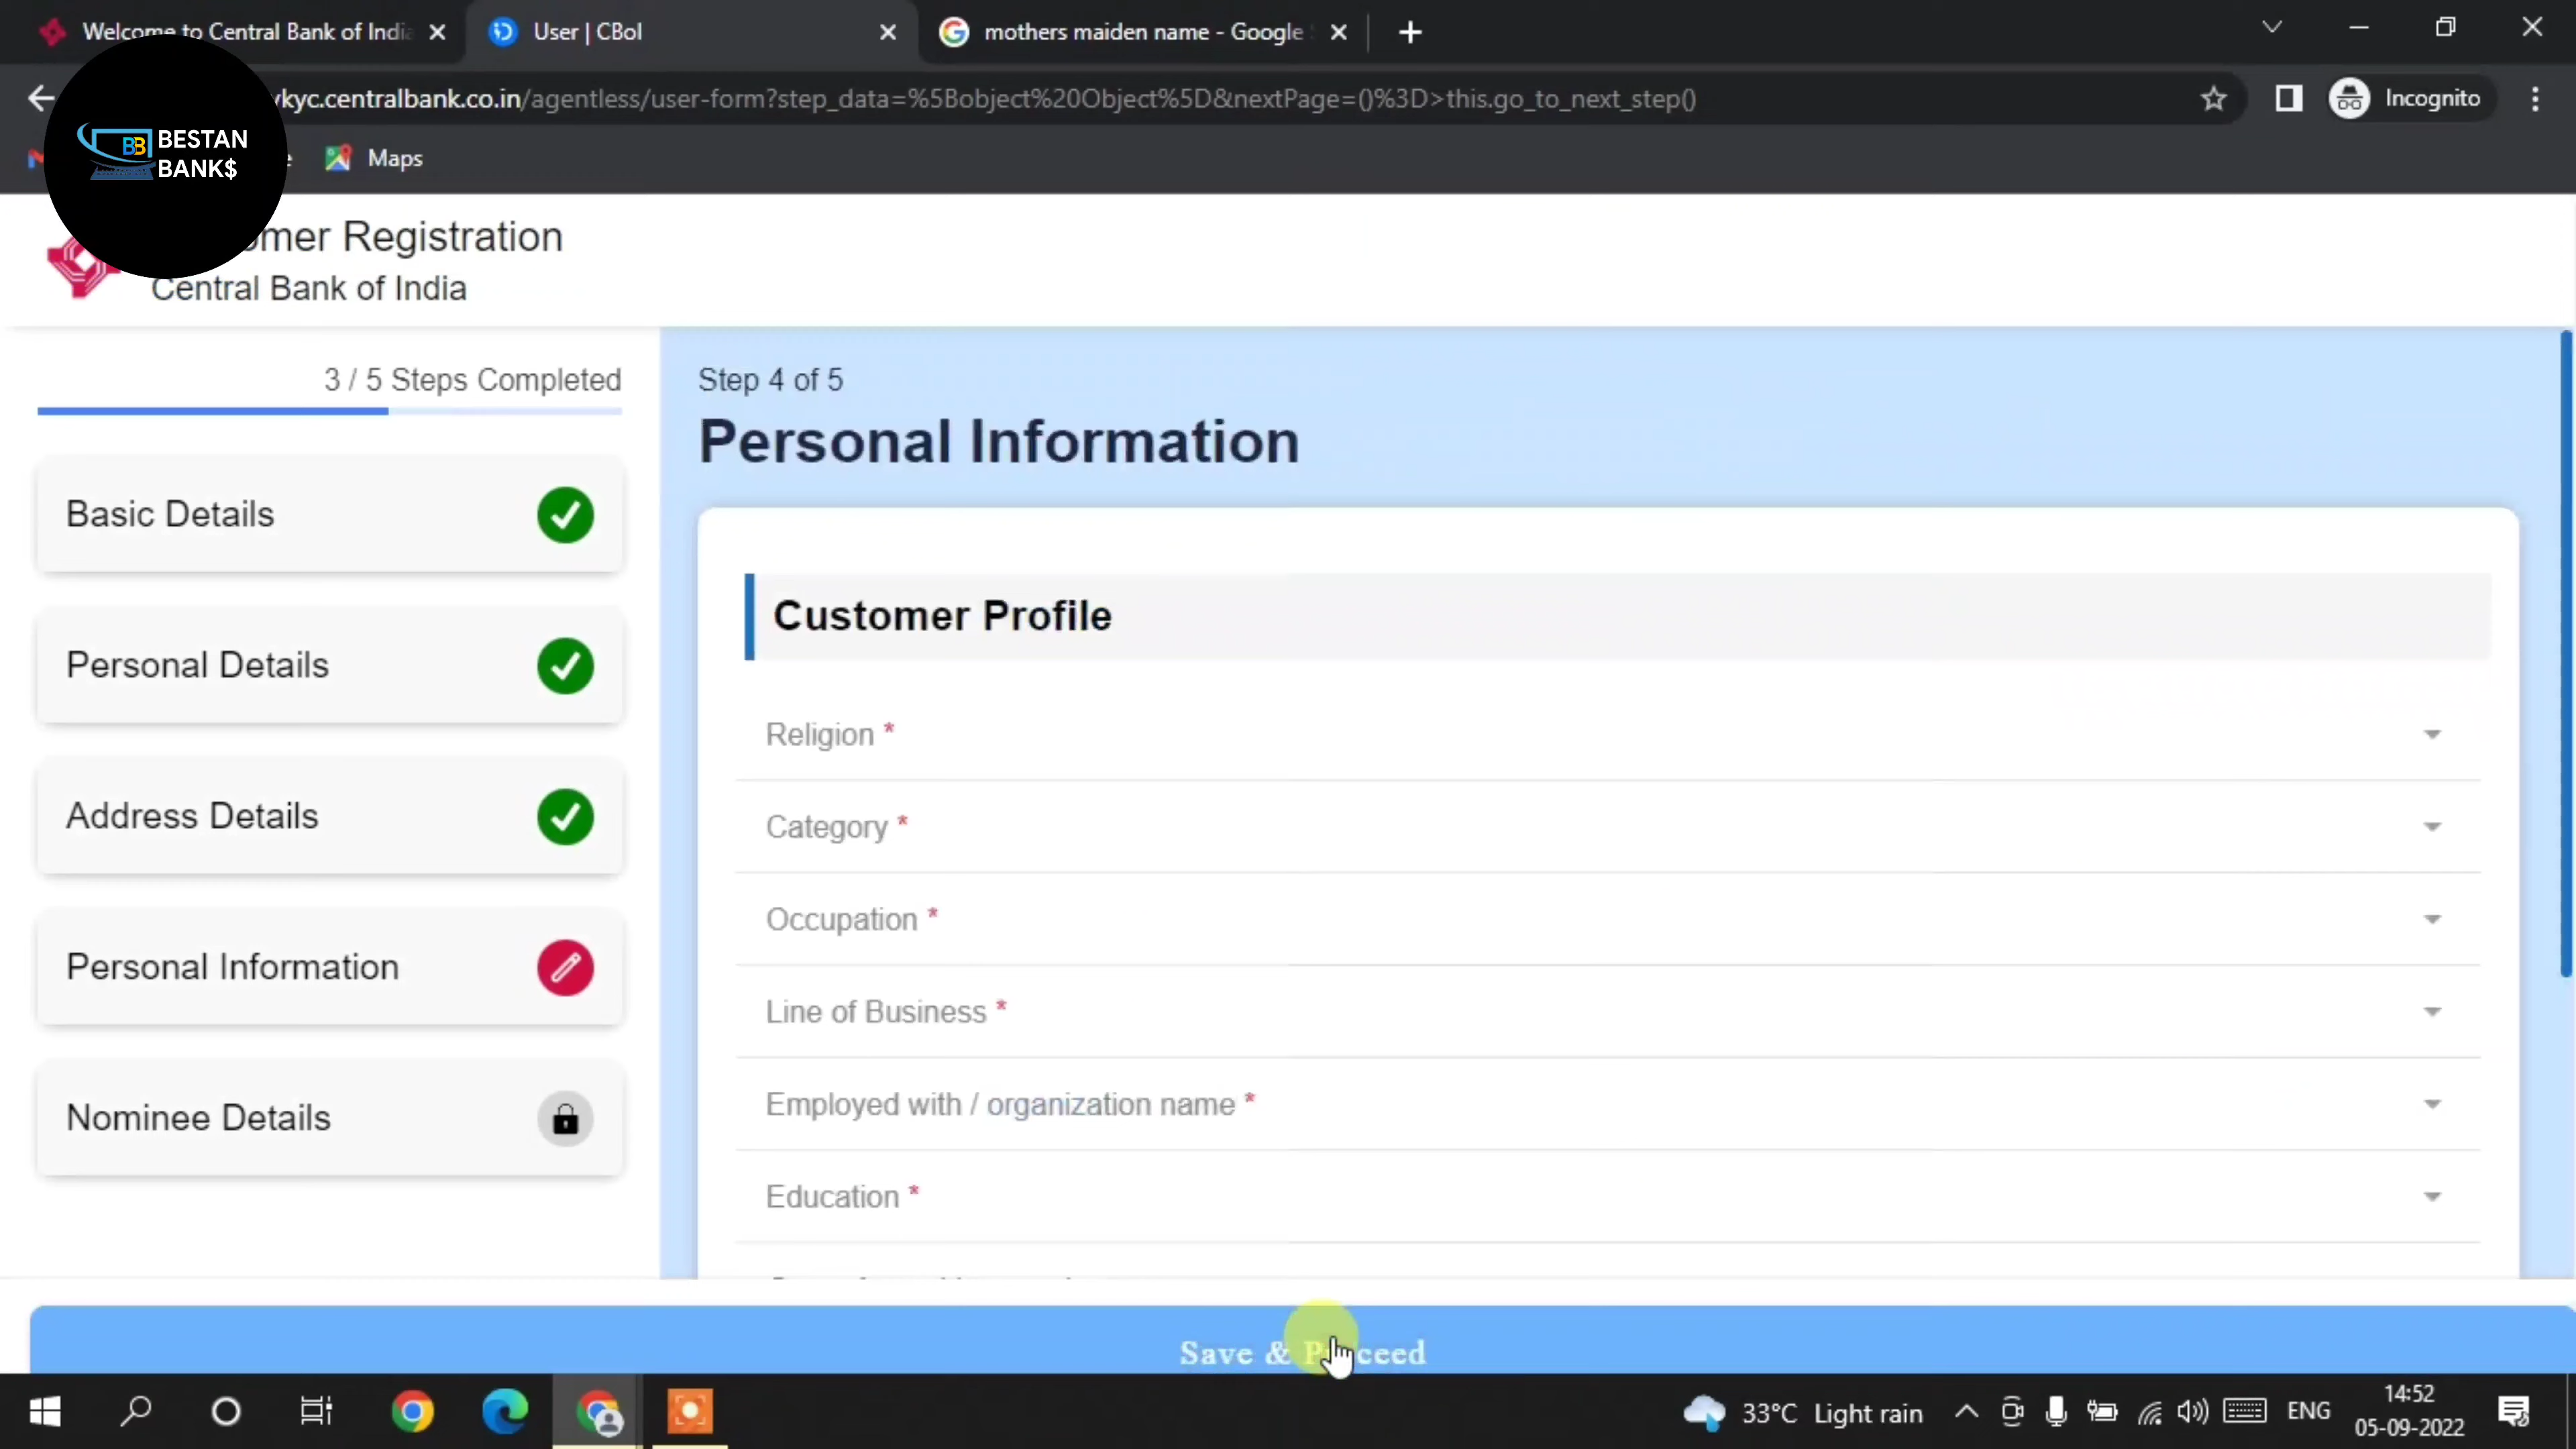 Welcome to Central Bank of India
User | CBoI
mothers maiden name - Google
ykyc.centralbank.co.in/agentless/user-form?step_data=%5Bobject%20Object%5D&nextPage=()%3D>this.go_to_next_step()
Incognito
BESTAN
BANK$
BB
Maps
mer Registration
Central Bank of India
3 / 5 Steps Completed
Basic Details
Personal Details
Address Details
Personal Information
Nominee Details
Step 4 of 5
Personal Information
Customer Profile
Religion *
Category *
Occupation *
Line of Business *
Employed with / organization name *
Education *
Save & Proceed
33°C Light rain
ENG
14:52
05-09-2022